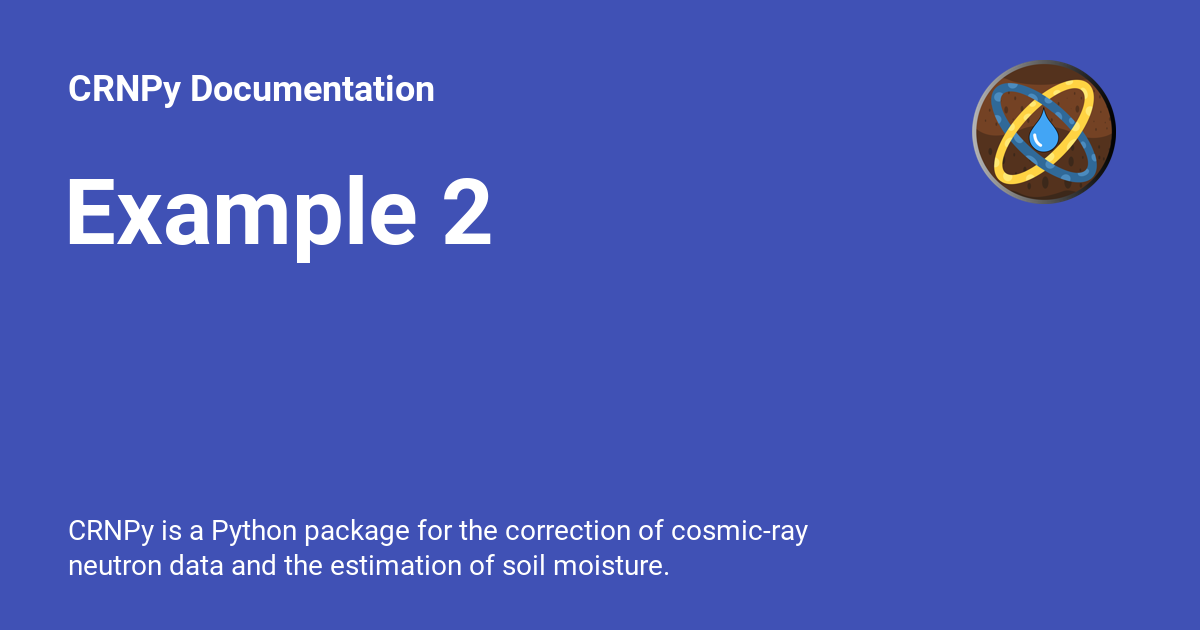 CRNPy Documentation
Example 2
CRNPy is a Python package for the correction of cosmic-ray
neutron data and the estimation of soil moisture.